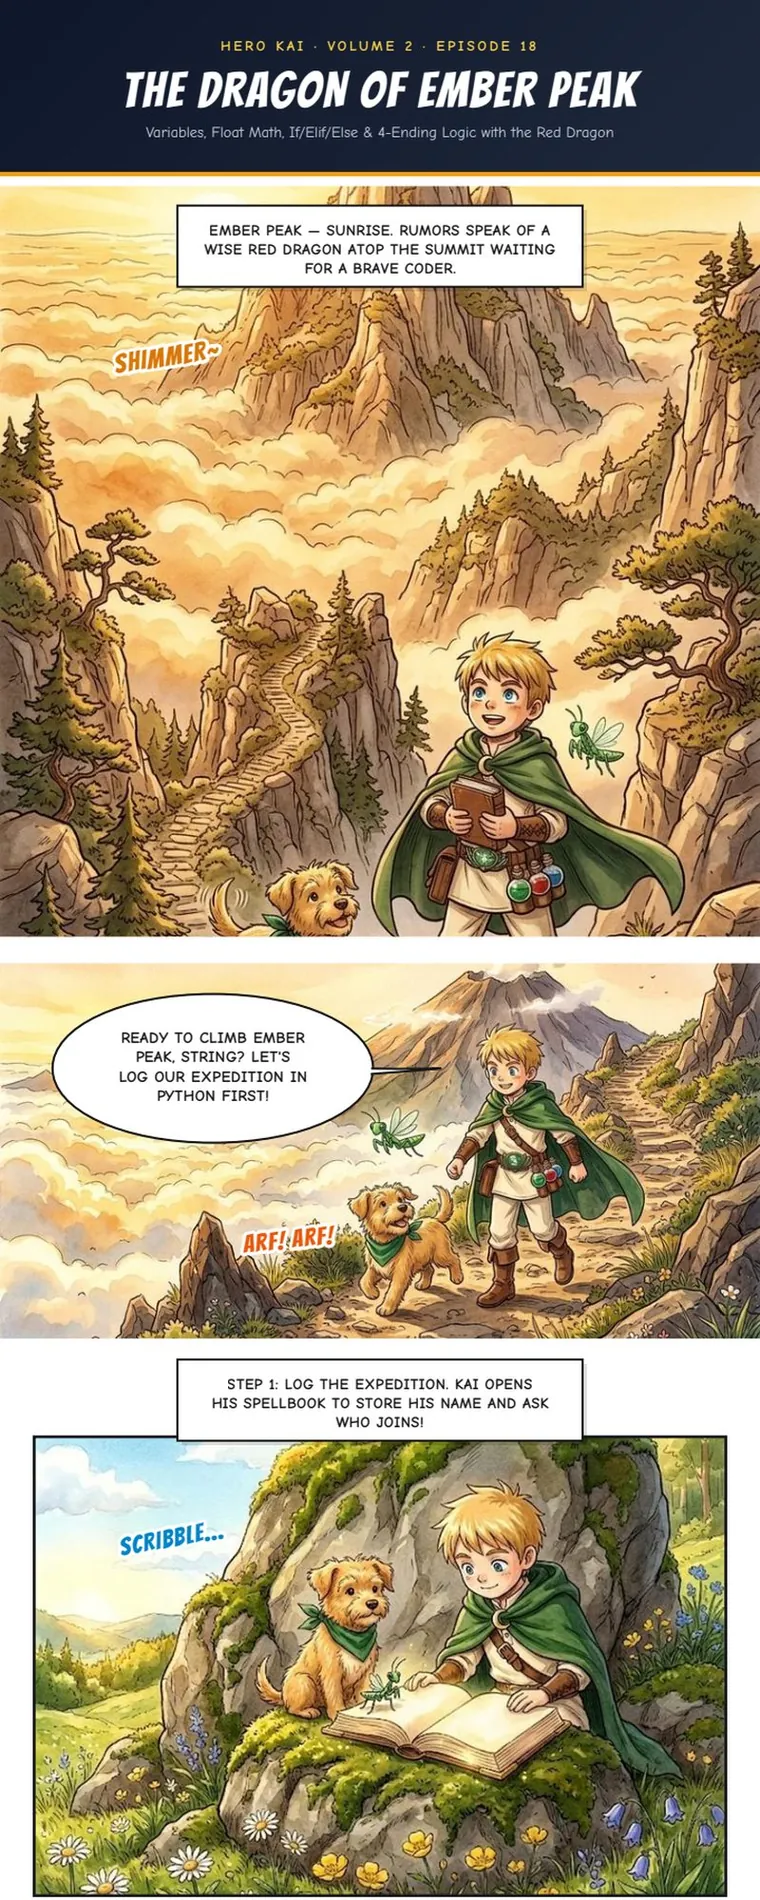 HERO KAI · VOLUME 2 · EPISODE 18
THE DRAGON OF EMBER PEAK
Variables, Float Math, If/Elif/Else & 4-Ending Logic with the Red Dragon
EMBER PEAK — SUNRISE. RUMORS SPEAK OF A
WISE RED DRAGON ATOP THE SUMMIT WAITING
FOR A BRAVE CODER.
SHIMMER~
READY TO CLIMB EMBER
PEAK, STRING? LET'S
LOG OUR EXPEDITION IN
PYTHON FIRST!
ARF! ARF!
STEP 1: LOG THE EXPEDITION. KAI OPENS
HIS SPELLBOOK TO STORE HIS NAME AND ASK
WHO JOINS!
SCRIBBLE...